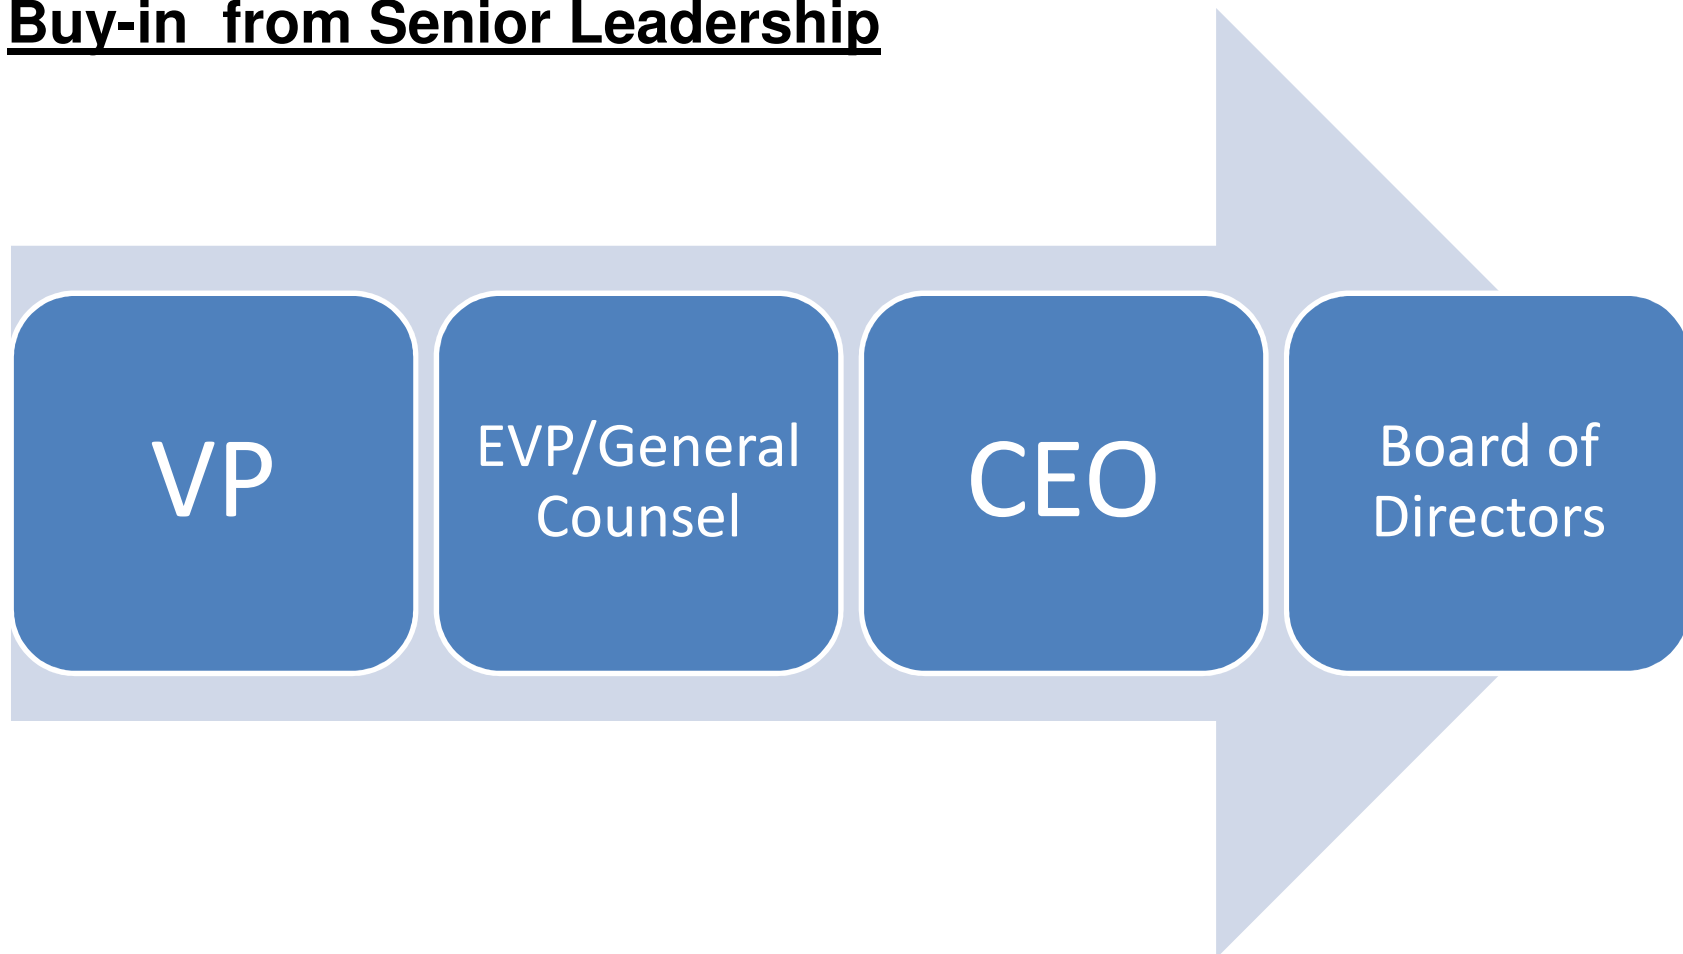 Buy-in  from Senior Leadership
VP
EVP/General
Counsel
CEO
Board of
Directors